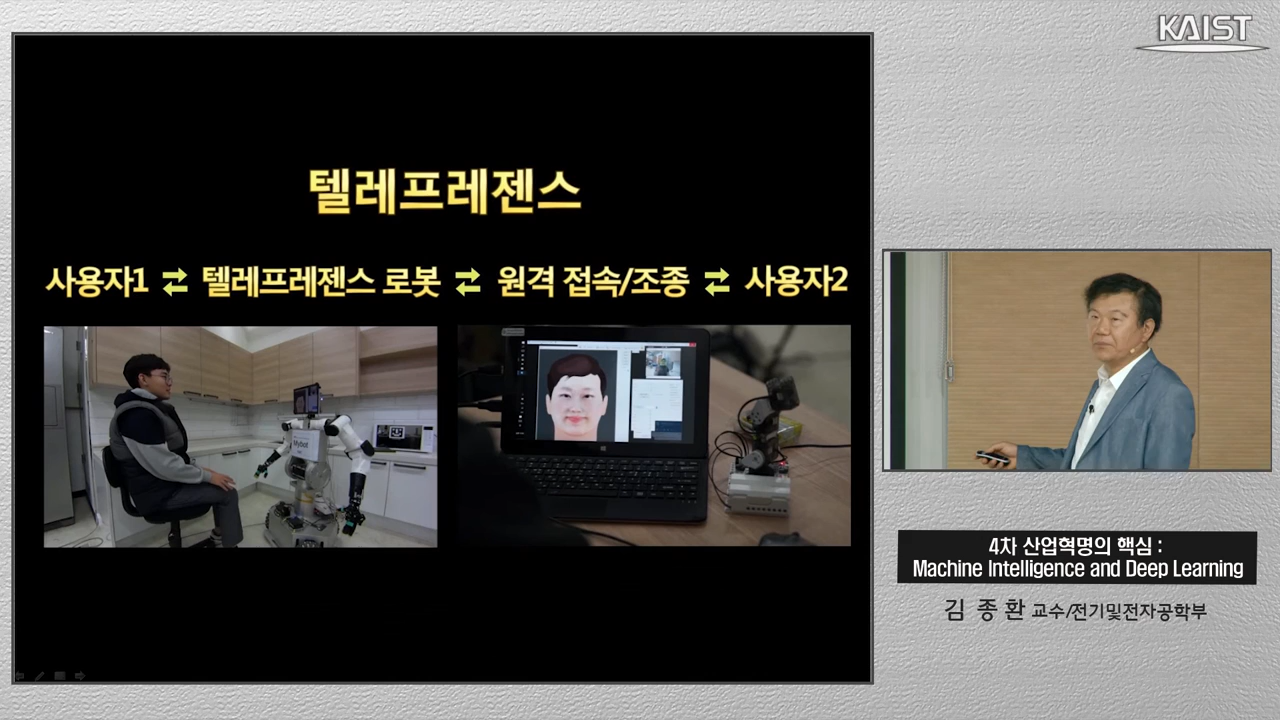 KAIST
텔레프레젠스
사용자1 ⇄ 텔레프레젠스 로봇 ⇄ 원격 접속/조종 ⇄ 사용자2
Mybot
4차 산업혁명의 핵심 :
Machine Intelligence and Deep Learning
김 종 환 교수/전기및전자공학부